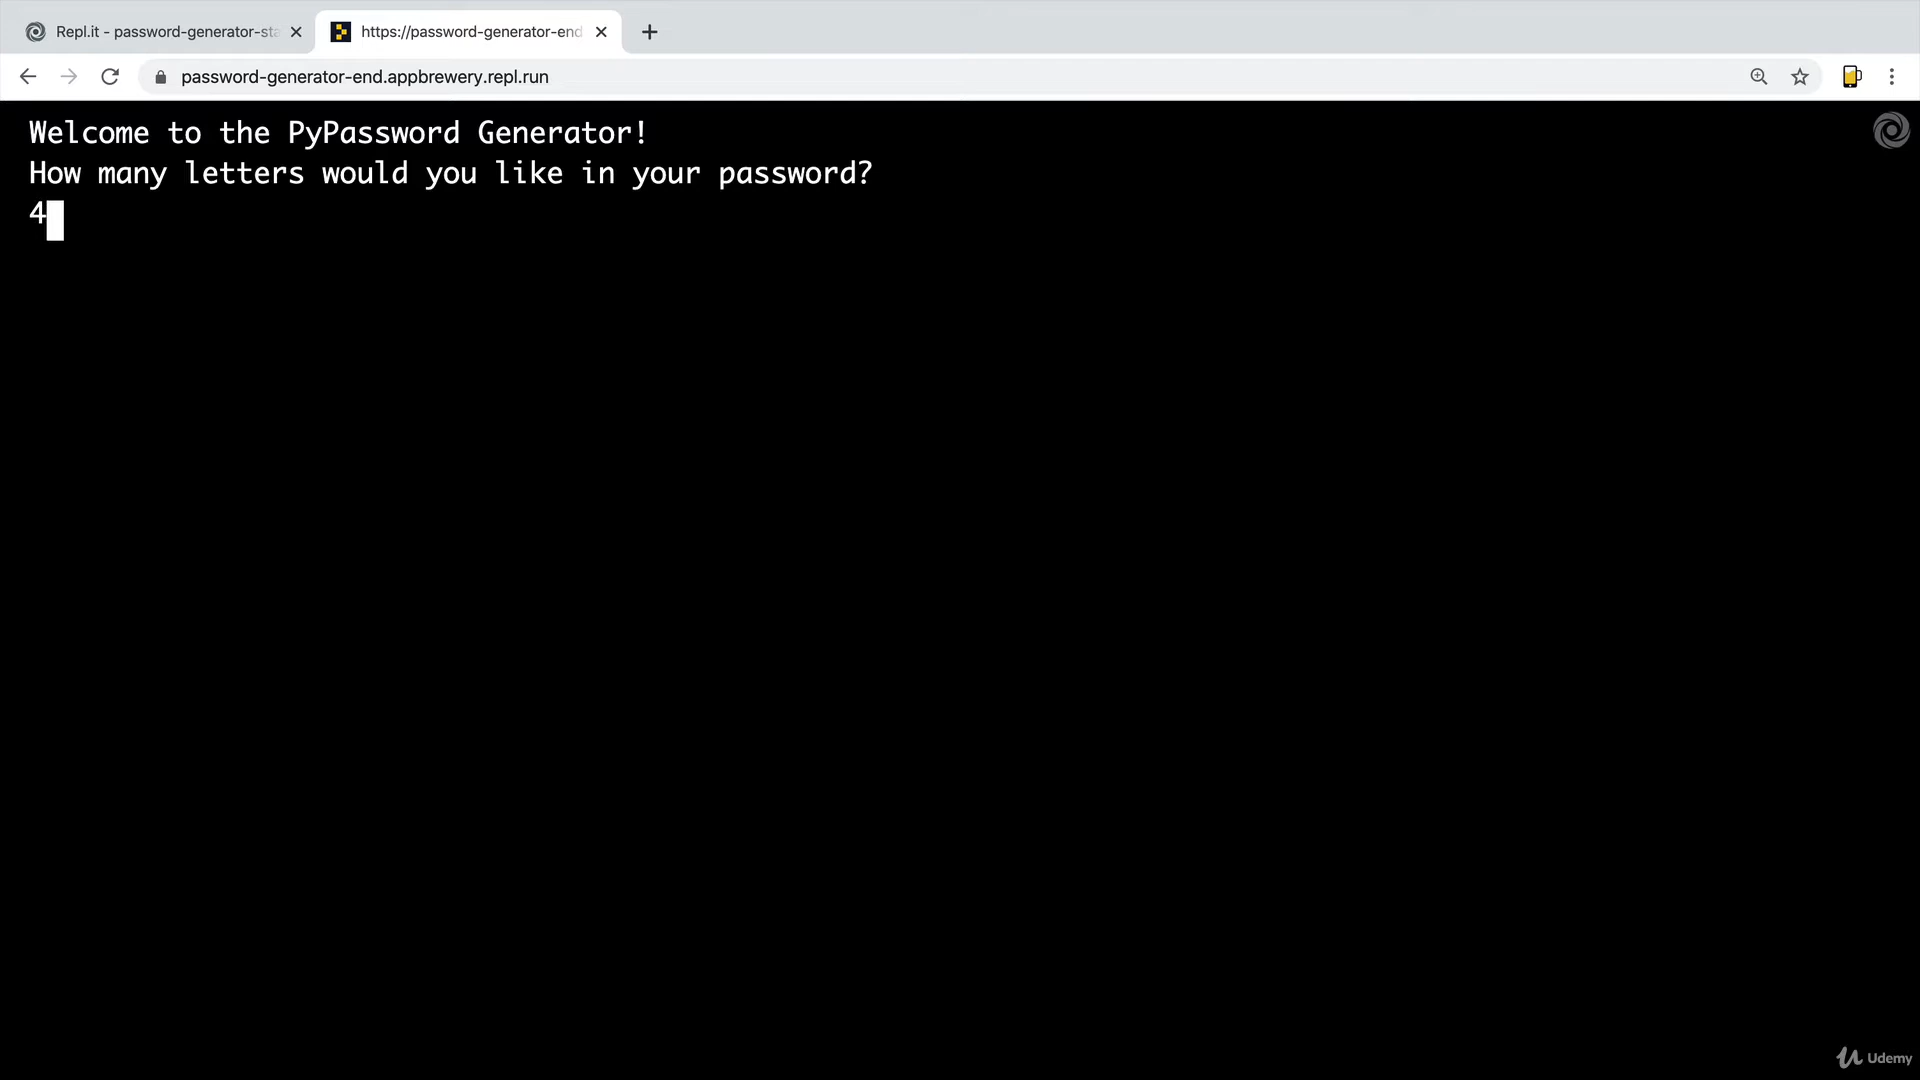 Repl.it - password-generator-sta
https://password-generator-end
password-generator-end.appbrewery.repl.run
Welcome to the PyPassword Generator!
How many letters would you like in your password?
4
Udemy